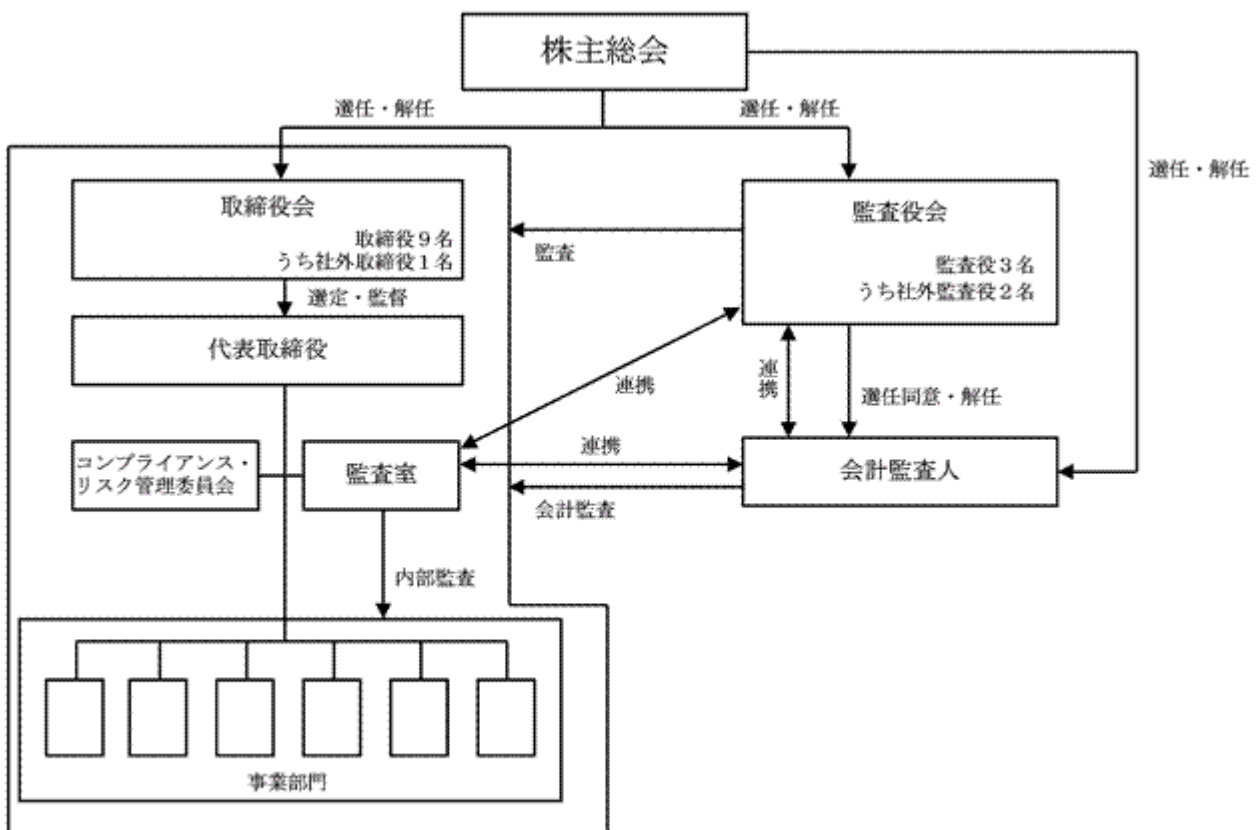 株主総会
選任・解任
選任・解任
選任・解任
取締役会
取締役９名
うち社外取締役１名
監査役会
監査役３名
うち社外監査役２名
監査
選定・監督
代表取締役
連携
連携
選任同意・解任
コンプライアンス・
リスク管理委員会
監査室
連携
会計監査人
会計監査
内部監査
事業部門